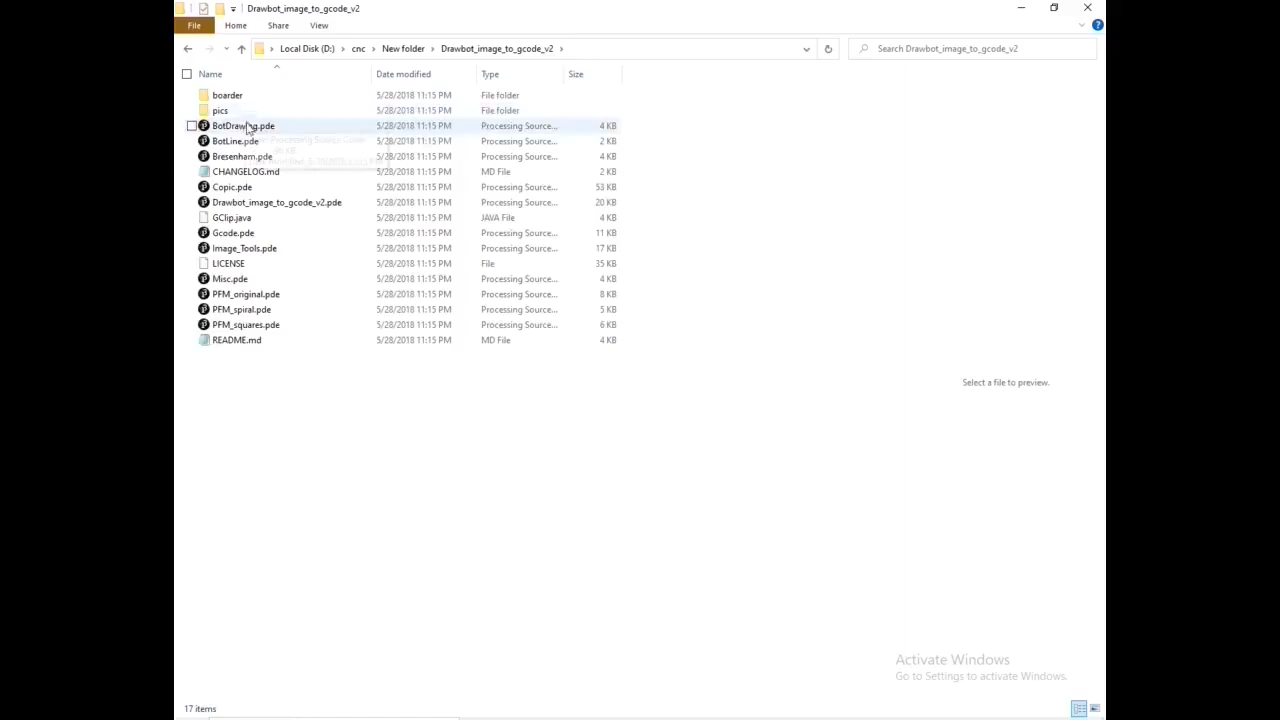 Drawbot_image_to_gcode_v2
File Home Share View
Local Disk (D:) cnc New folder Drawbot_image_to_gcode_v2 Search Drawbot_image_to_gcode_v2
Name Date modified Type Size
boarder 5/28/2018 11:15 PM File folder
pics 5/28/2018 11:15 PM File folder
BotDrawing.pde 5/28/2018 11:15 PM Processing Source... 4 KB
BotLine.pde 5/28/2018 11:15 PM Processing Source... 2 KB
Bresenham.pde 5/28/2018 11:15 PM Processing Source... 4 KB
CHANGELOG.md 5/28/2018 11:15 PM MD File 2 KB
Copic.pde 5/28/2018 11:15 PM Processing Source... 53 KB
Drawbot_image_to_gcode_v2.pde 5/28/2018 11:15 PM Processing Source... 20 KB
GClip.java 5/28/2018 11:15 PM JAVA File 4 KB
Gcode.pde 5/28/2018 11:15 PM Processing Source... 11 KB
Image_Tools.pde 5/28/2018 11:15 PM Processing Source... 17 KB
LICENSE 5/28/2018 11:15 PM File 35 KB
Misc.pde 5/28/2018 11:15 PM Processing Source... 4 KB
PFM_original.pde 5/28/2018 11:15 PM Processing Source... 8 KB
PFM_spiral.pde 5/28/2018 11:15 PM Processing Source... 5 KB
PFM_squares.pde 5/28/2018 11:15 PM Processing Source... 6 KB
README.md 5/28/2018 11:15 PM MD File 4 KB
Select a file to preview.
Activate Windows
Go to Settings to activate Windows.
17 items